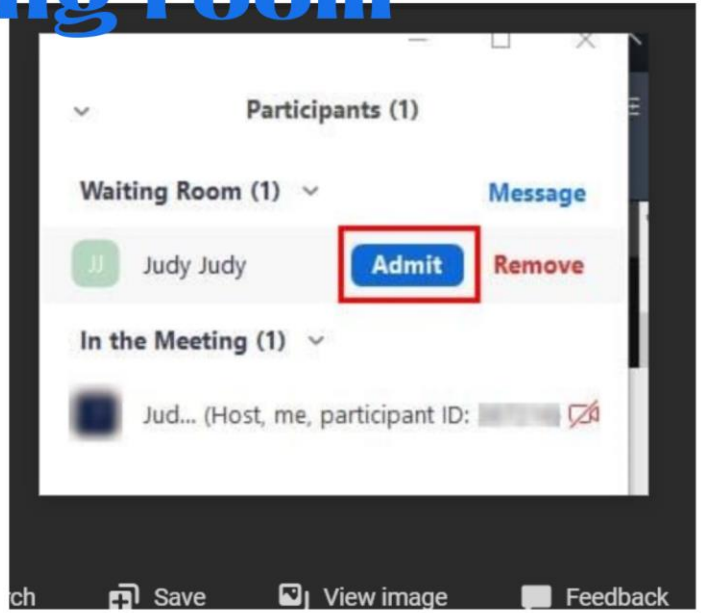 room
Participants (1)
Waiting Room (1)
Message
JJ Judy Judy
Admit
Remove
In the Meeting (1)
Jud... (Host, me, participant ID:
Save
View image
Feedback